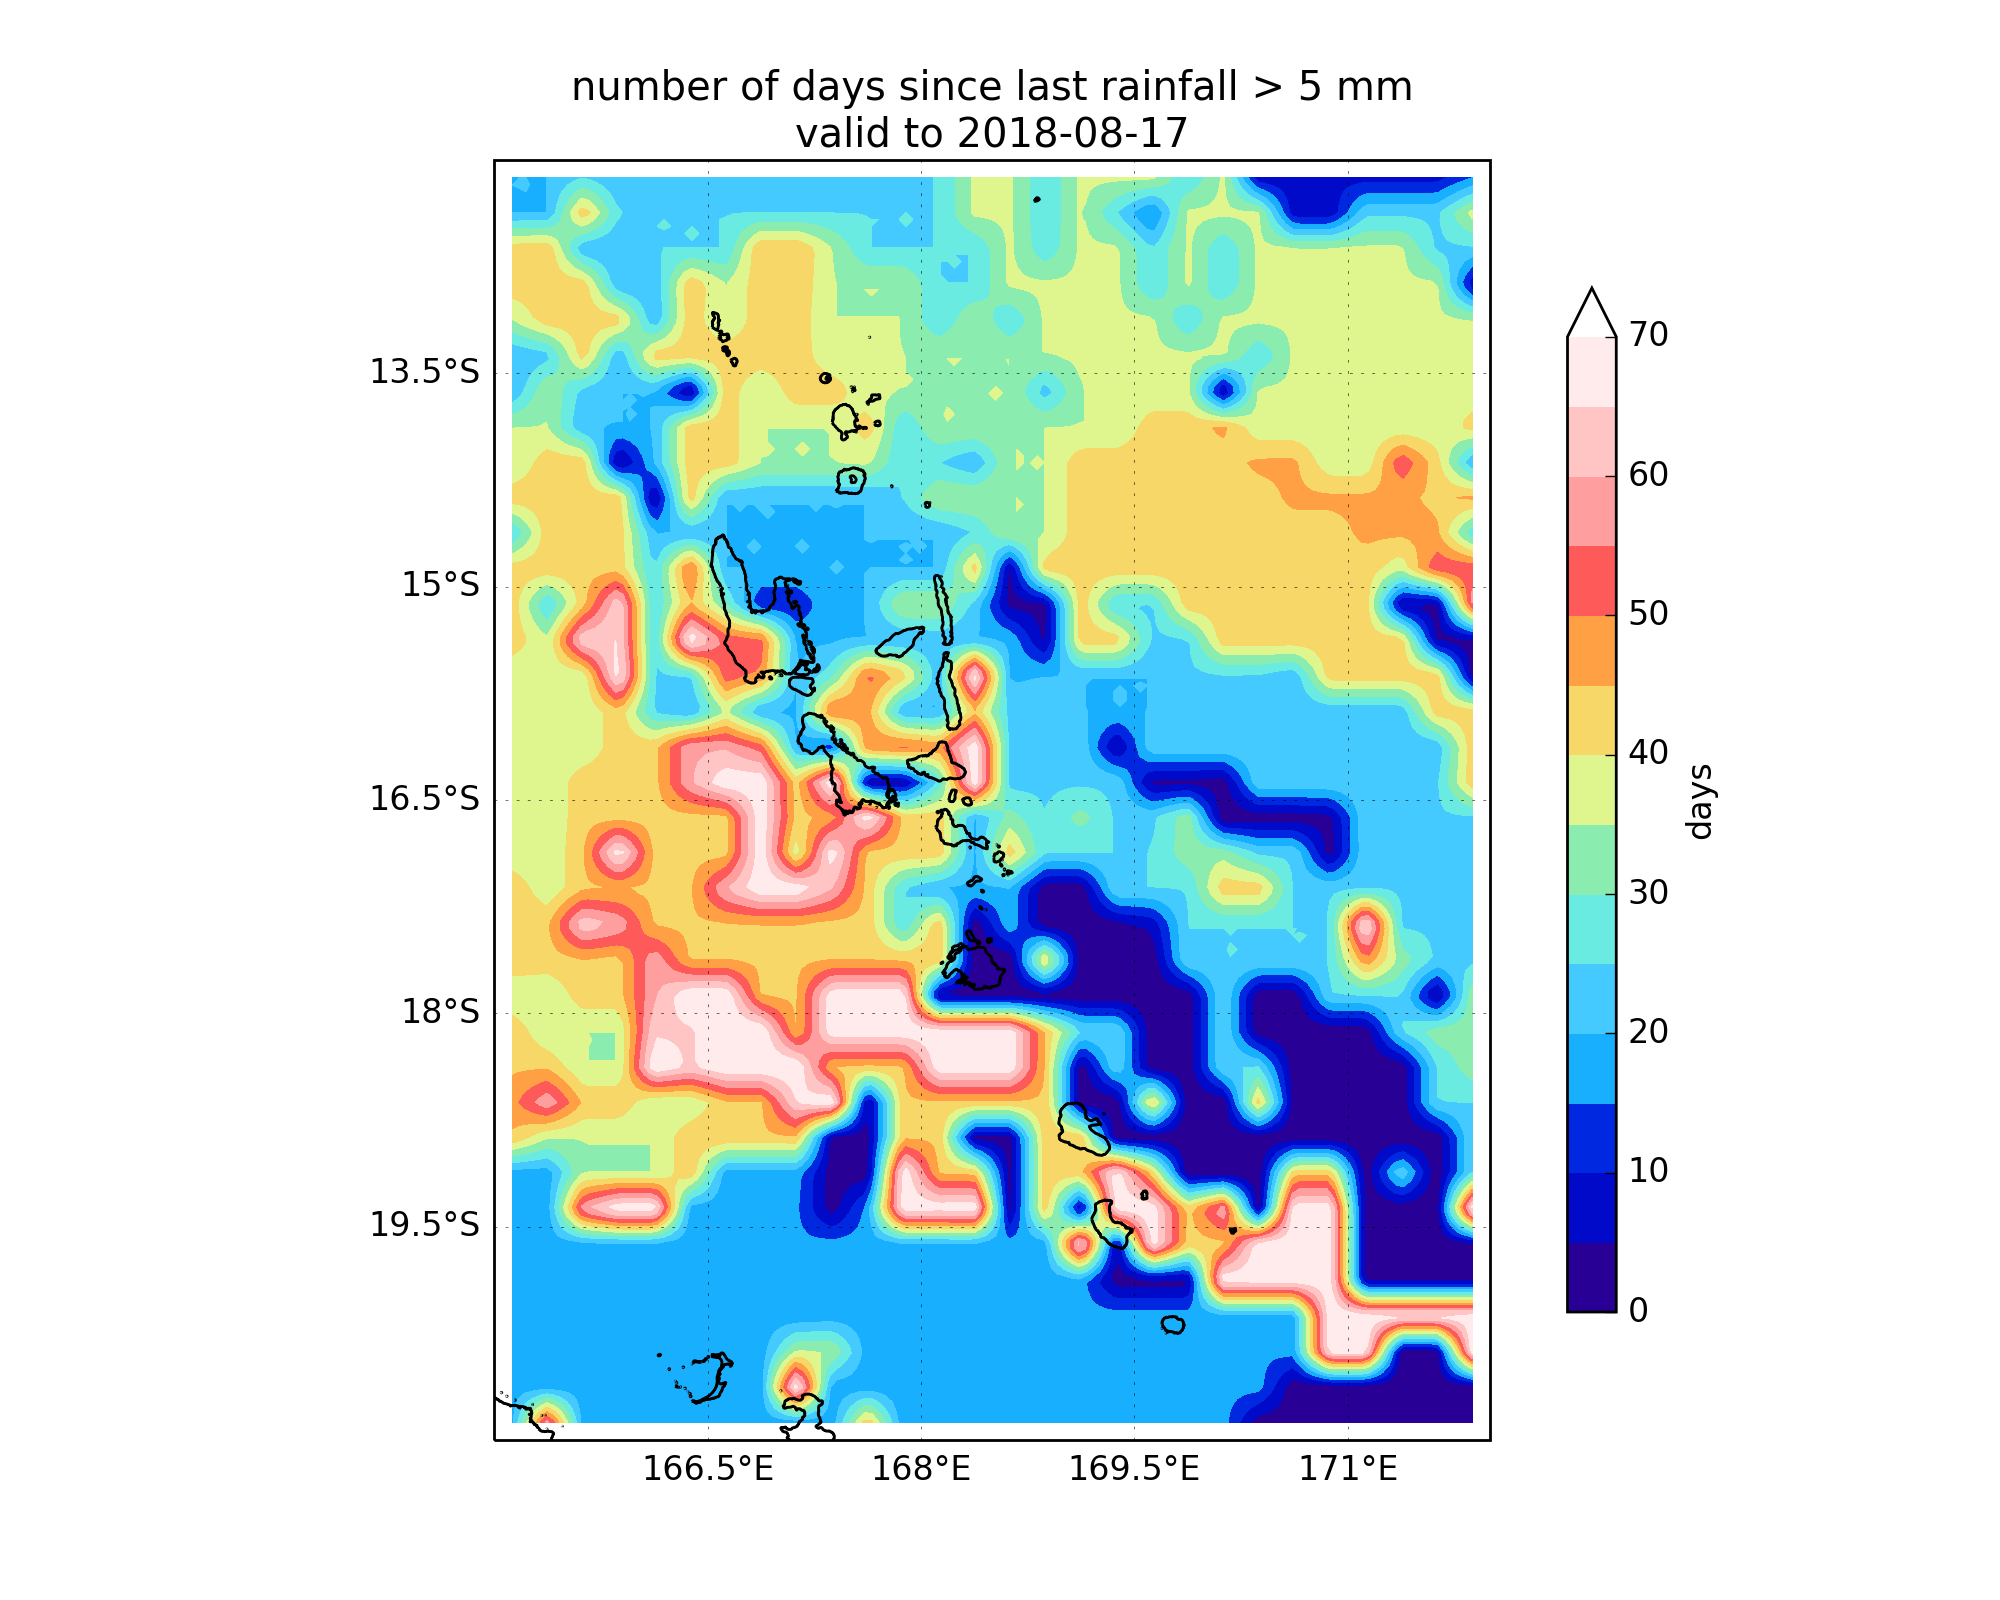 number of days since last rainfall > 5 mm
valid to 2018-08-17
13.5°S
15°S
16.5°S
18°S
19.5°S
166.5°E
168°E
169.5°E
171°E
70
60
50
40
30
20
10
0
days